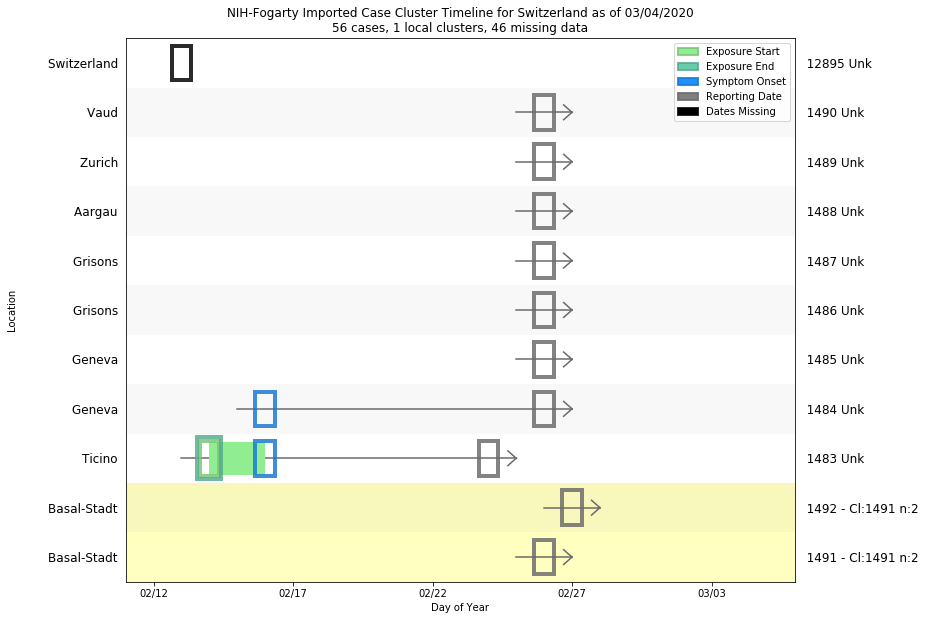 NIH-Fogarty Imported Case Cluster Timeline for Switzerland as of 03/04/2020
56 cases, 1 local clusters, 46 missing data
Exposure Start
Exposure End
Symptom Onset
Reporting Date
Dates Missing
Location
Switzerland 12895 Unk
Vaud 1490 Unk
Zurich 1489 Unk
Aargau 1488 Unk
Grisons 1487 Unk
Grisons 1486 Unk
Geneva 1485 Unk
Geneva 1484 Unk
Ticino 1483 Unk
Basal-Stadt 1492 - Cl:1491 n:2
Basal-Stadt 1491 - Cl:1491 n:2
02/12 02/17 02/22 02/27 03/03
Day of Year